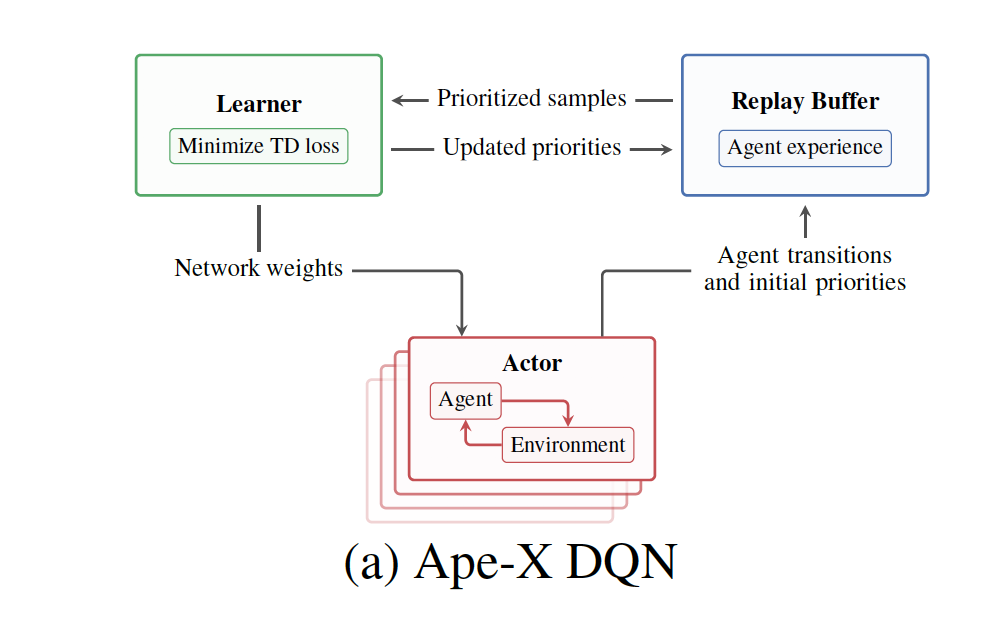 Learner
Minimize TD loss
Prioritized samples
Updated priorities
Replay Buffer
Agent experience
Network weights
Agent transitions
and initial priorities
Actor
Agent
Environment
(a) Ape-X DQN